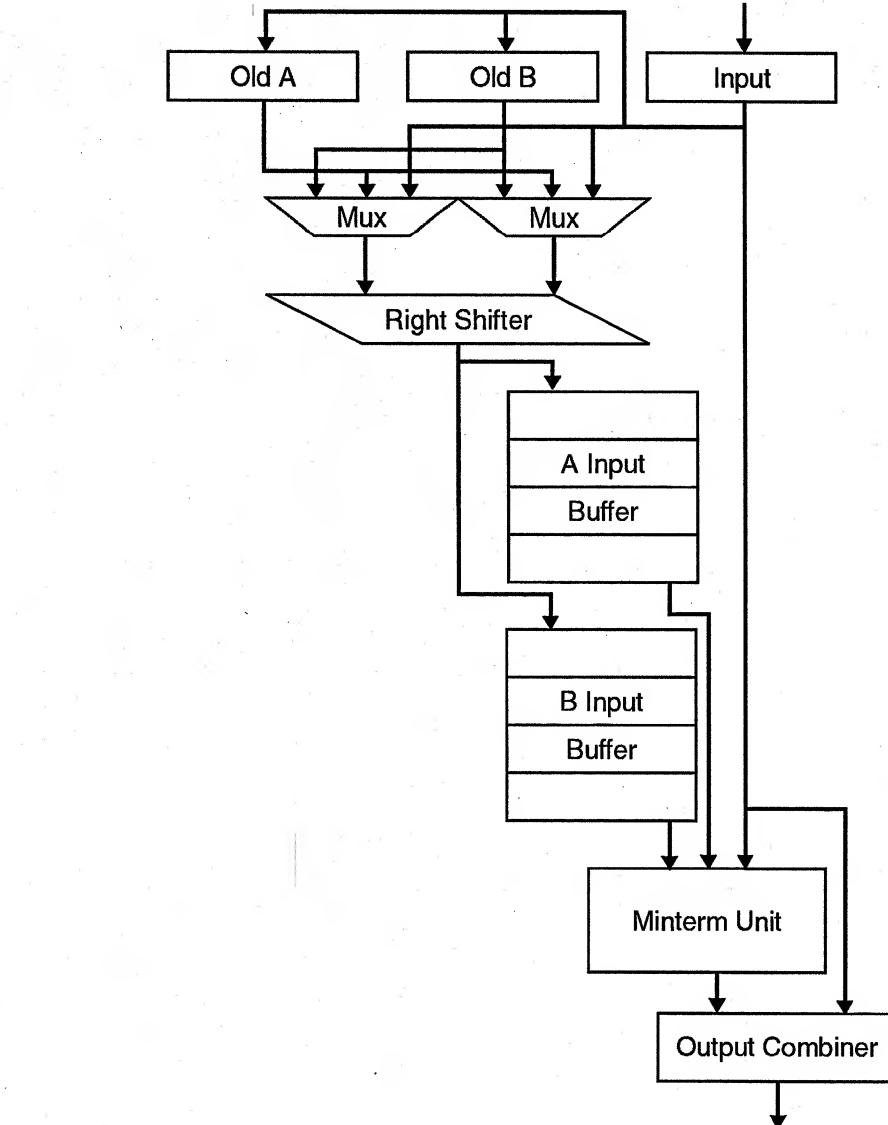 Old A
Old B
Input
Mux
Mux
Right Shifter
A Input
Buffer
B Input
Buffer
Minterm Unit
Output Combiner